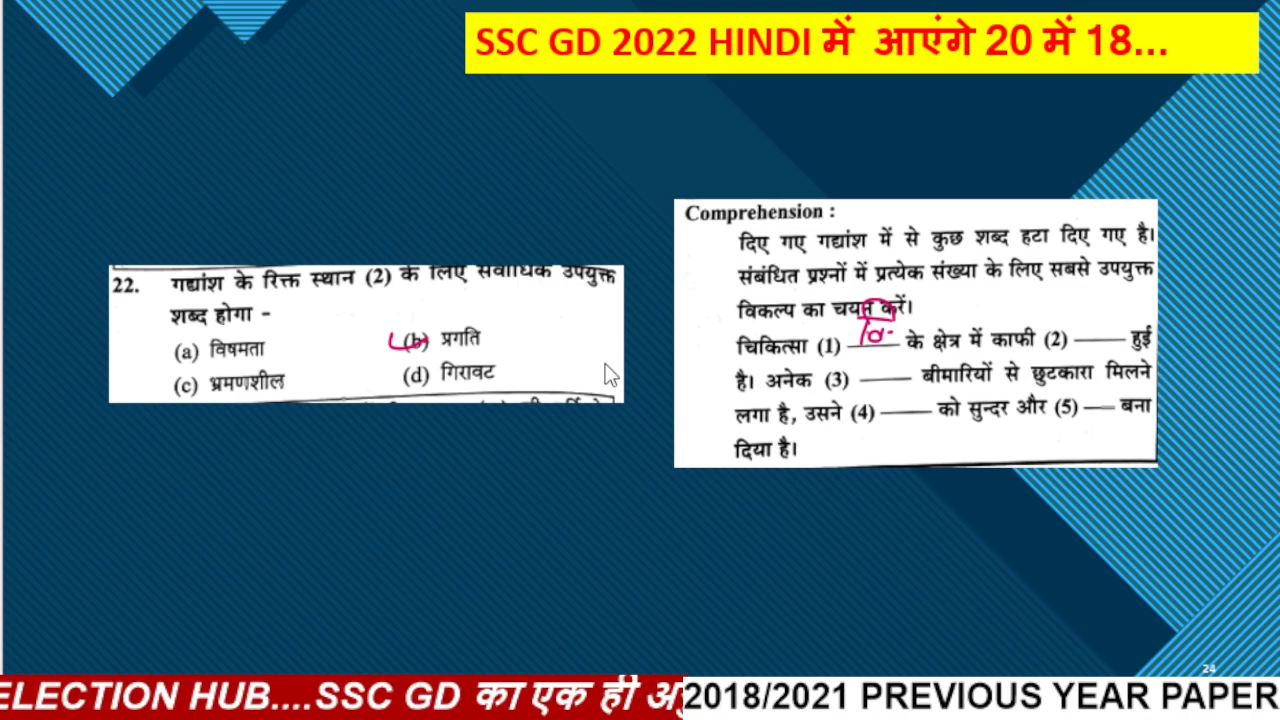 SSC GD 2022 HINDI में आएंगे 20 में 18...
22. गद्यांश के रिक्त स्थान (2) के लिए सर्वाधिक उपयुक्त
शब्द होगा -
(a) विषमता (b) प्रगति
(c) भ्रमणशील (d) गिरावट
Comprehension :
दिए गए गद्यांश में से कुछ शब्द हटा दिए गए है।
संबंधित प्रश्नों में प्रत्येक संख्या के लिए सबसे उपयुक्त
विकल्प का चयन करें।
चिकित्सा (1) —— के क्षेत्र में काफी (2) —— हुई
है। अनेक (3) —— बीमारियों से छुटकारा मिलने
लगा है, उसने (4) —— को सुन्दर और (5) — बना
दिया है।
24
ELECTION HUB....SSC GD का एक ही
2018/2021 PREVIOUS YEAR PAPER